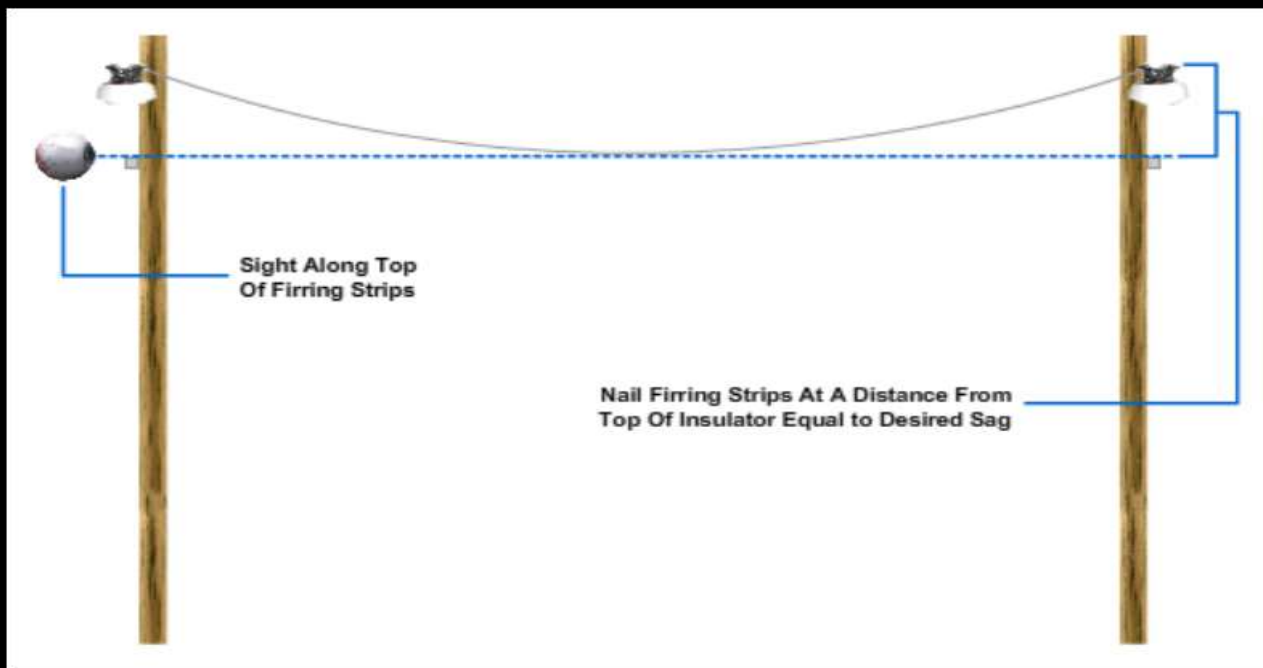 Sight Along Top
Of Firring Strips
Nail Firring Strips At A Distance From
Top Of Insulator Equal to Desired Sag